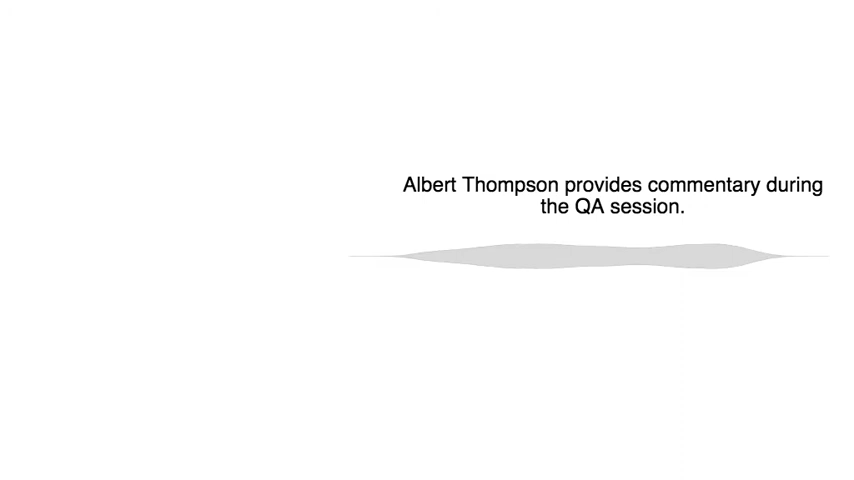 Albert Thompson provides commentary during
the QA session.